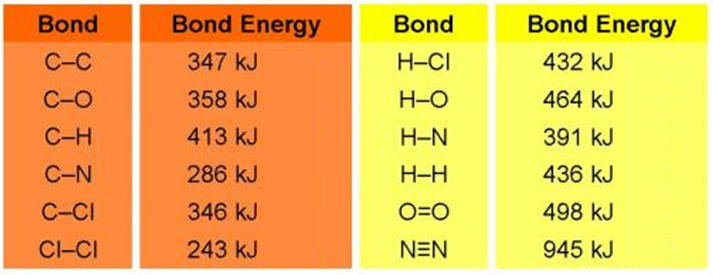 Bond Bond Energy Bond Bond Energy
C–C 347 kJ H–Cl 432 kJ
C–O 358 kJ H–O 464 kJ
C–H 413 kJ H–N 391 kJ
C–N 286 kJ H–H 436 kJ
C–Cl 346 kJ O=O 498 kJ
Cl–Cl 243 kJ N≡N 945 kJ